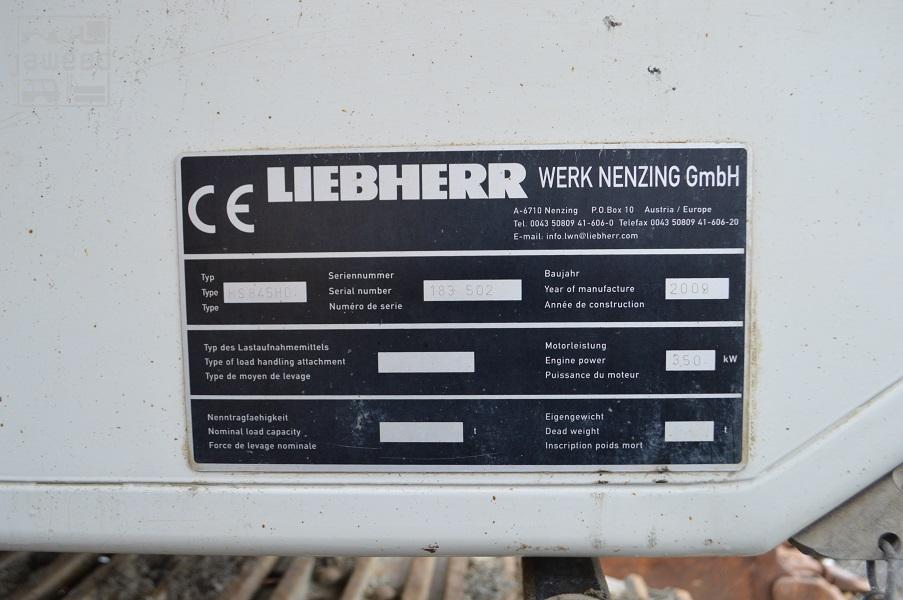 CE LIEBHERR WERK NENZING GmbH
A-6710 Nenzing P.O.Box 10 Austria / Europe
Tel. 0043 50809 41-606-0 Telefax 0043 50809 41-606-20
E-mail: info.lwn@liebherr.com
Typ
Type HS845HD
Type
Seriennummer
Serial number 183 502
Numéro de serie
Baujahr
Year of manufacture 2009
Année de construction
Typ des Lastaufnahmemittels
Type of load handling attachment
Type de moyen de levage
Motorleistung
Engine power 350 kW
Puissance du moteur
Nenntragfaehigkeit
Nominal load capacity t
Force de levage nominale
Eigengewicht
Dead weight t
Inscription poids mort